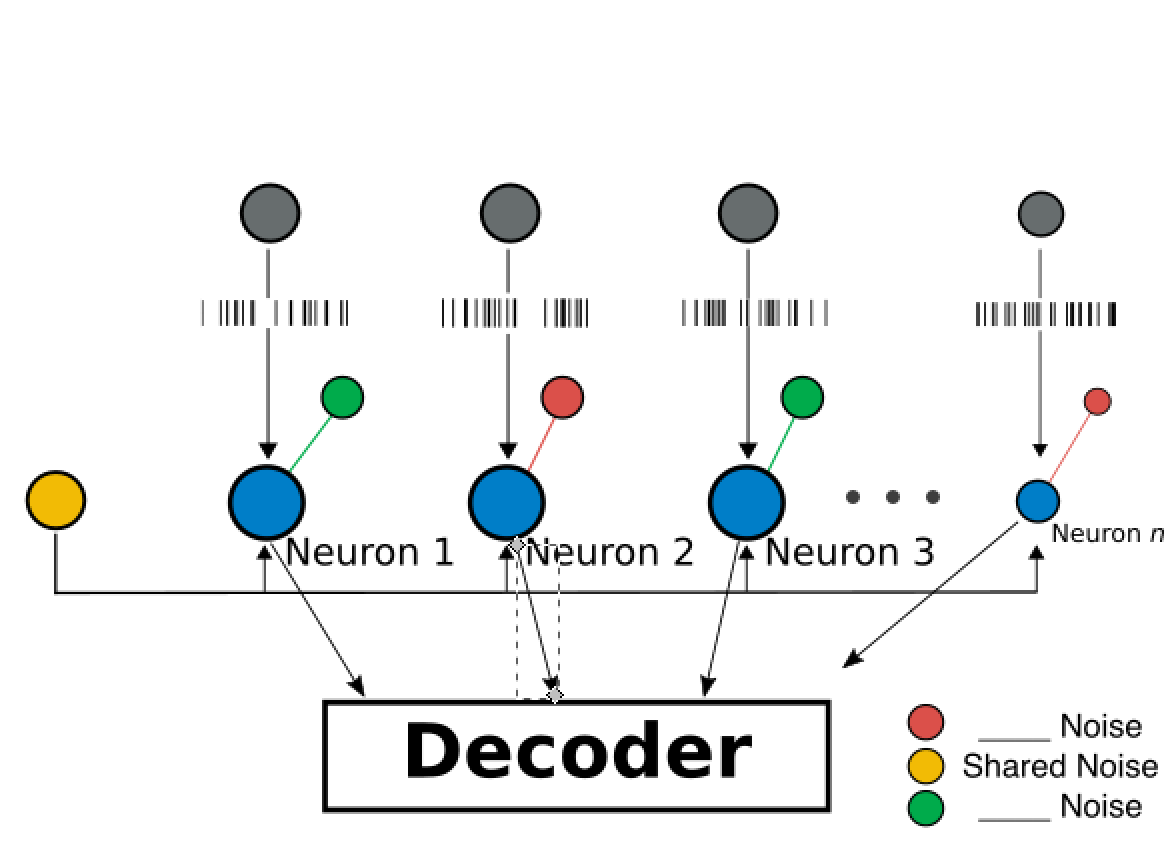 Neuron 1
Neuron 2
Neuron 3
Neuron n
Decoder
_____ Noise
Shared Noise
_____ Noise